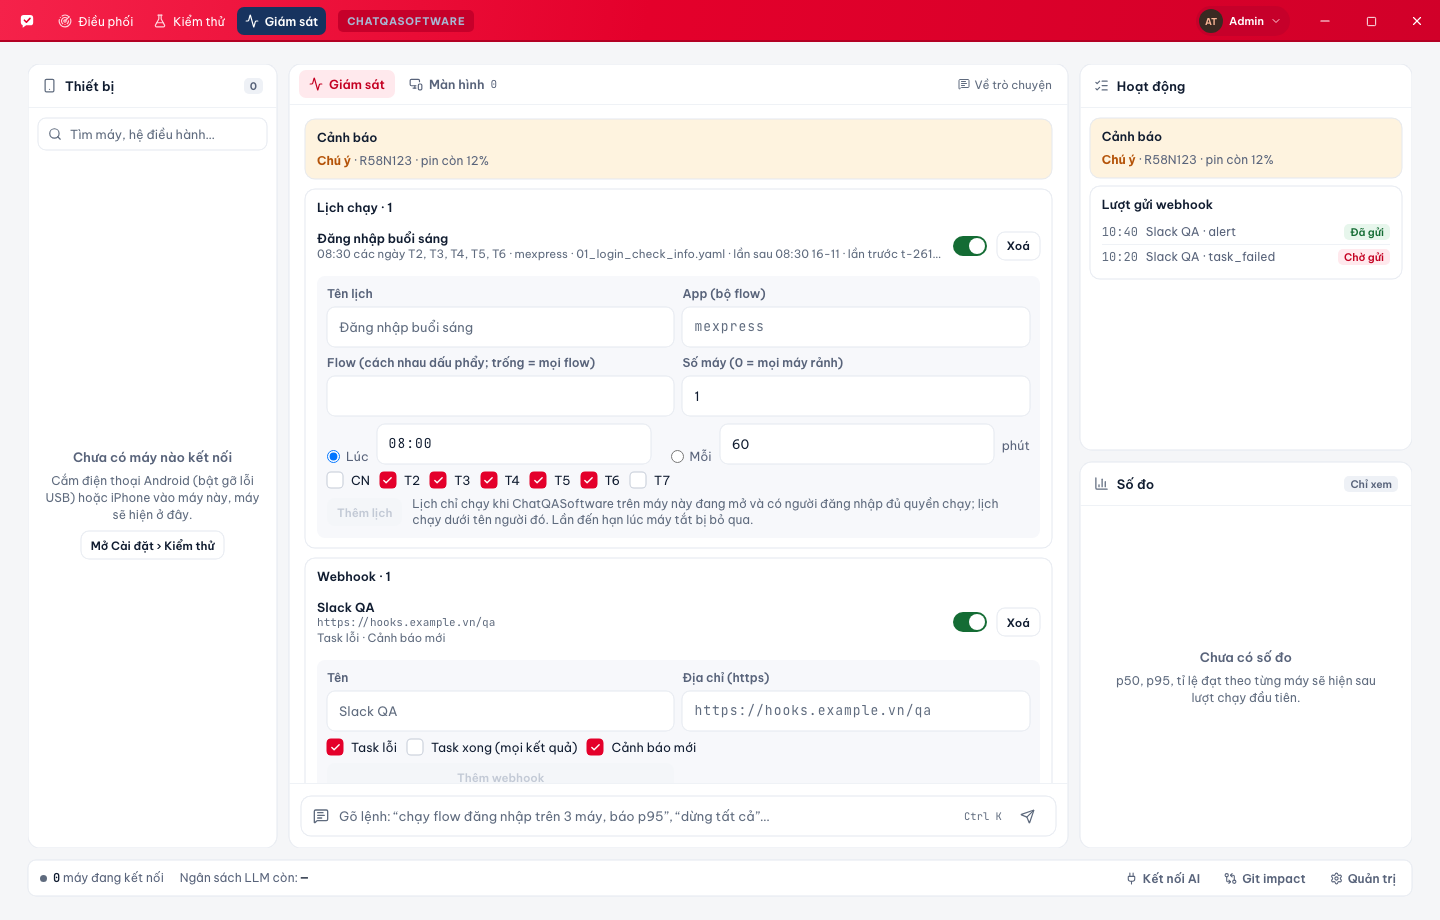 Điều phối
Kiểm thử
Giám sát
CHATQASOFTWARE
AT
Admin
Thiết bị
0
Tìm máy, hệ điều hành...
Chưa có máy nào kết nối
Cắm điện thoại Android (bật gỡ lỗi
USB) hoặc iPhone vào máy này, máy
sẽ hiện ở đây.
Mở Cài đặt › Kiểm thử
Giám sát
Màn hình 0
Về trò chuyện
Cảnh báo
Chú ý · R58N123 · pin còn 12%
Lịch chạy · 1
Đăng nhập buổi sáng
08:30 các ngày T2, T3, T4, T5, T6 · mexpress · 01_login_check_info.yaml · lần sau 08:30 16-11 · lần trước t-261...
Xoá
Tên lịch
App (bộ flow)
Đăng nhập buổi sáng
mexpress
Flow (cách nhau dấu phẩy; trống = mọi flow)
Số máy (0 = mọi máy rảnh)
1
Lúc
08:00
Mỗi
60
phút
CN
T2
T3
T4
T5
T6
T7
Thêm lịch
Lịch chỉ chạy khi ChatQASoftware trên máy này đang mở và có người đăng nhập đủ quyền chạy; lịch
chạy dưới tên người đó. Lần đến hạn lúc máy tắt bị bỏ qua.
Webhook · 1
Slack QA
https://hooks.example.vn/qa
Task lỗi · Cảnh báo mới
Xoá
Tên
Địa chỉ (https)
Slack QA
https://hooks.example.vn/qa
Task lỗi
Task xong (mọi kết quả)
Cảnh báo mới
Thêm webhook
Gõ lệnh: “chạy flow đăng nhập trên 3 máy, báo p95”, “dừng tất cả”...
Ctrl K
Hoạt động
Cảnh báo
Chú ý · R58N123 · pin còn 12%
Lượt gửi webhook
10:40 Slack QA · alert
Đã gửi
10:20 Slack QA · task_failed
Chờ gửi
Số đo
Chỉ xem
Chưa có số đo
p50, p95, tỉ lệ đạt theo từng máy sẽ hiện sau
lượt chạy đầu tiên.
0 máy đang kết nối
Ngân sách LLM còn: –
Kết nối AI
Git impact
Quản trị